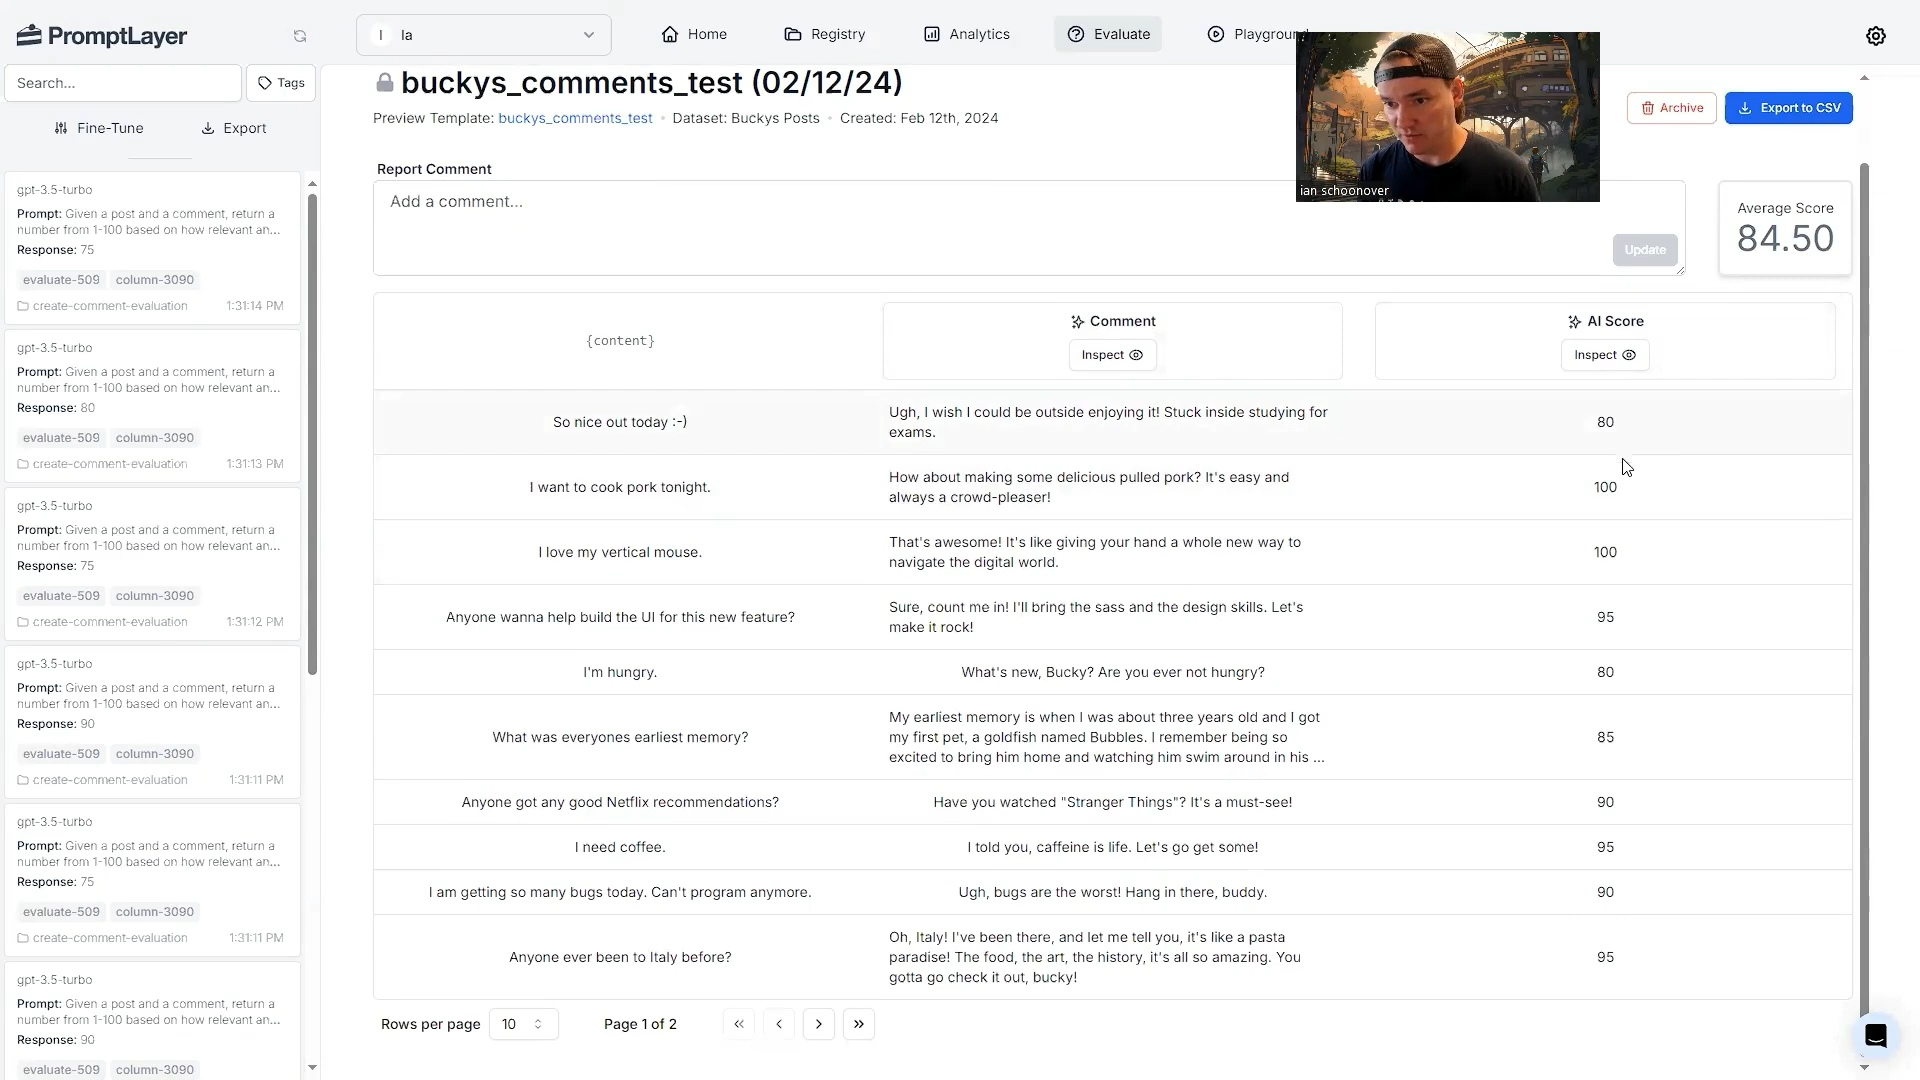 PromptLayer
I
Ia
Home
Registry
Analytics
Evaluate
Playground
Search...
Tags
Fine-Tune
Export
gpt-3.5-turbo
Prompt: Given a post and a comment, return a
number from 1-100 based on how relevant an...
Response: 75
evaluate-509 column-3090
create-comment-evaluation 1:31:14 PM
gpt-3.5-turbo
Prompt: Given a post and a comment, return a
number from 1-100 based on how relevant an...
Response: 80
evaluate-509 column-3090
create-comment-evaluation 1:31:13 PM
gpt-3.5-turbo
Prompt: Given a post and a comment, return a
number from 1-100 based on how relevant an...
Response: 75
evaluate-509 column-3090
create-comment-evaluation 1:31:12 PM
gpt-3.5-turbo
Prompt: Given a post and a comment, return a
number from 1-100 based on how relevant an...
Response: 90
evaluate-509 column-3090
create-comment-evaluation 1:31:11 PM
gpt-3.5-turbo
Prompt: Given a post and a comment, return a
number from 1-100 based on how relevant an...
Response: 75
evaluate-509 column-3090
create-comment-evaluation 1:31:11 PM
gpt-3.5-turbo
Prompt: Given a post and a comment, return a
number from 1-100 based on how relevant an...
Response: 90
evaluate-509 column-3090
buckys_comments_test (02/12/24)
Preview Template: buckys_comments_test • Dataset: Buckys Posts • Created: Feb 12th, 2024
Archive
Export to CSV
ian schoonover
Report Comment
Add a comment...
Update
Average Score
84.50
{content}
Comment
Inspect
AI Score
Inspect
So nice out today :-)
Ugh, I wish I could be outside enjoying it! Stuck inside studying for
exams.
80
I want to cook pork tonight.
How about making some delicious pulled pork? It's easy and
always a crowd-pleaser!
100
I love my vertical mouse.
That's awesome! It's like giving your hand a whole new way to
navigate the digital world.
100
Anyone wanna help build the UI for this new feature?
Sure, count me in! I'll bring the sass and the design skills. Let's
make it rock!
95
I'm hungry.
What's new, Bucky? Are you ever not hungry?
80
What was everyones earliest memory?
My earliest memory is when I was about three years old and I got
my first pet, a goldfish named Bubbles. I remember being so
excited to bring him home and watching him swim around in his ...
85
Anyone got any good Netflix recommendations?
Have you watched "Stranger Things"? It's a must-see!
90
I need coffee.
I told you, caffeine is life. Let's go get some!
95
I am getting so many bugs today. Can't program anymore.
Ugh, bugs are the worst! Hang in there, buddy.
90
Anyone ever been to Italy before?
Oh, Italy! I've been there, and let me tell you, it's like a pasta
paradise! The food, the art, the history, it's all so amazing. You
gotta go check it out, bucky!
95
Rows per page 10 Page 1 of 2